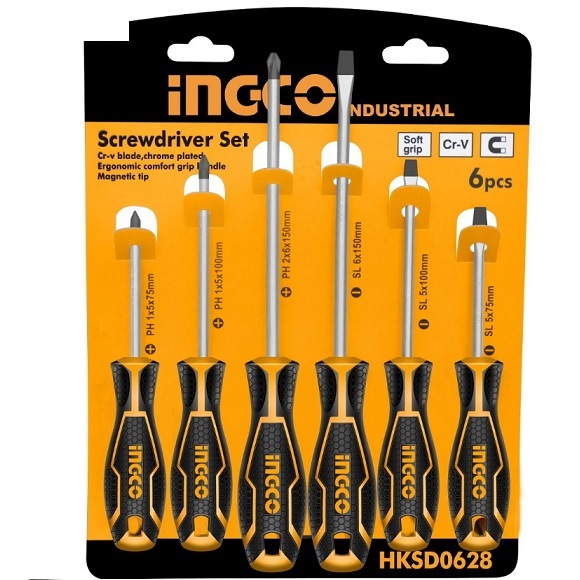 INGCO
INDUSTRIAL
Screwdriver Set
Cr-v blade,chrome plated
Ergonomic comfort grip handle
Magnetic tip
Soft
grip
Cr-V
6pcs
PH 1x5x75mm
PH 1x5x100mm
PH 2x6x150mm
SL 6x150mm
SL 5x100mm
SL 5x75mm
INGCO
INGCO
INGCO
INGCO
INGCO
INGCO
HKSD0628